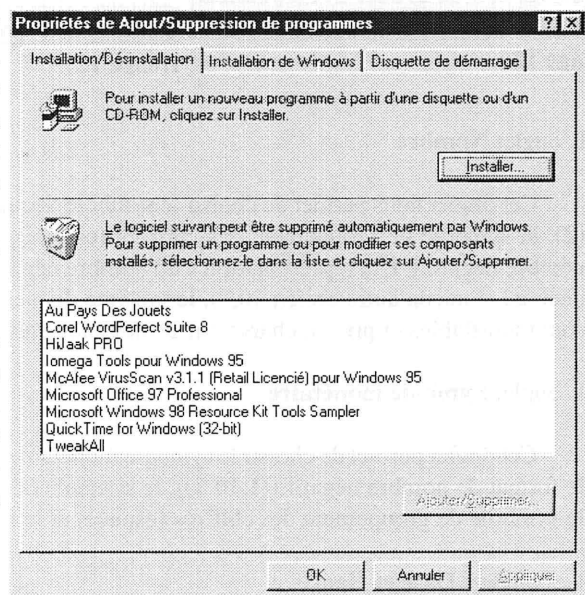 Propriétés de Ajout/Suppression de programmes
Installation/Désinstallation
Installation de Windows
Disquette de démarrage
Pour installer un nouveau programme à partir d'une disquette ou d'un
CD-ROM, cliquez sur Installer.
Installer...
Le logiciel suivant peut être supprimé automatiquement par Windows.
Pour supprimer un programme ou pour modifier ses composants
installés, sélectionnez-le dans la liste et cliquez sur Ajouter/Supprimer.
Au Pays Des Jouets
Corel WordPerfect Suite 8
HiJaak PRO
Iomega Tools pour Windows 95
McAfee VirusScan v3.1.1 (Retail Licencié) pour Windows 95
Microsoft Office 97 Professional
Microsoft Windows 98 Resource Kit Tools Sampler
QuickTime for Windows (32-bit)
TweakAll
Ajouter/Supprimer...
OK
Annuler
Appliquer